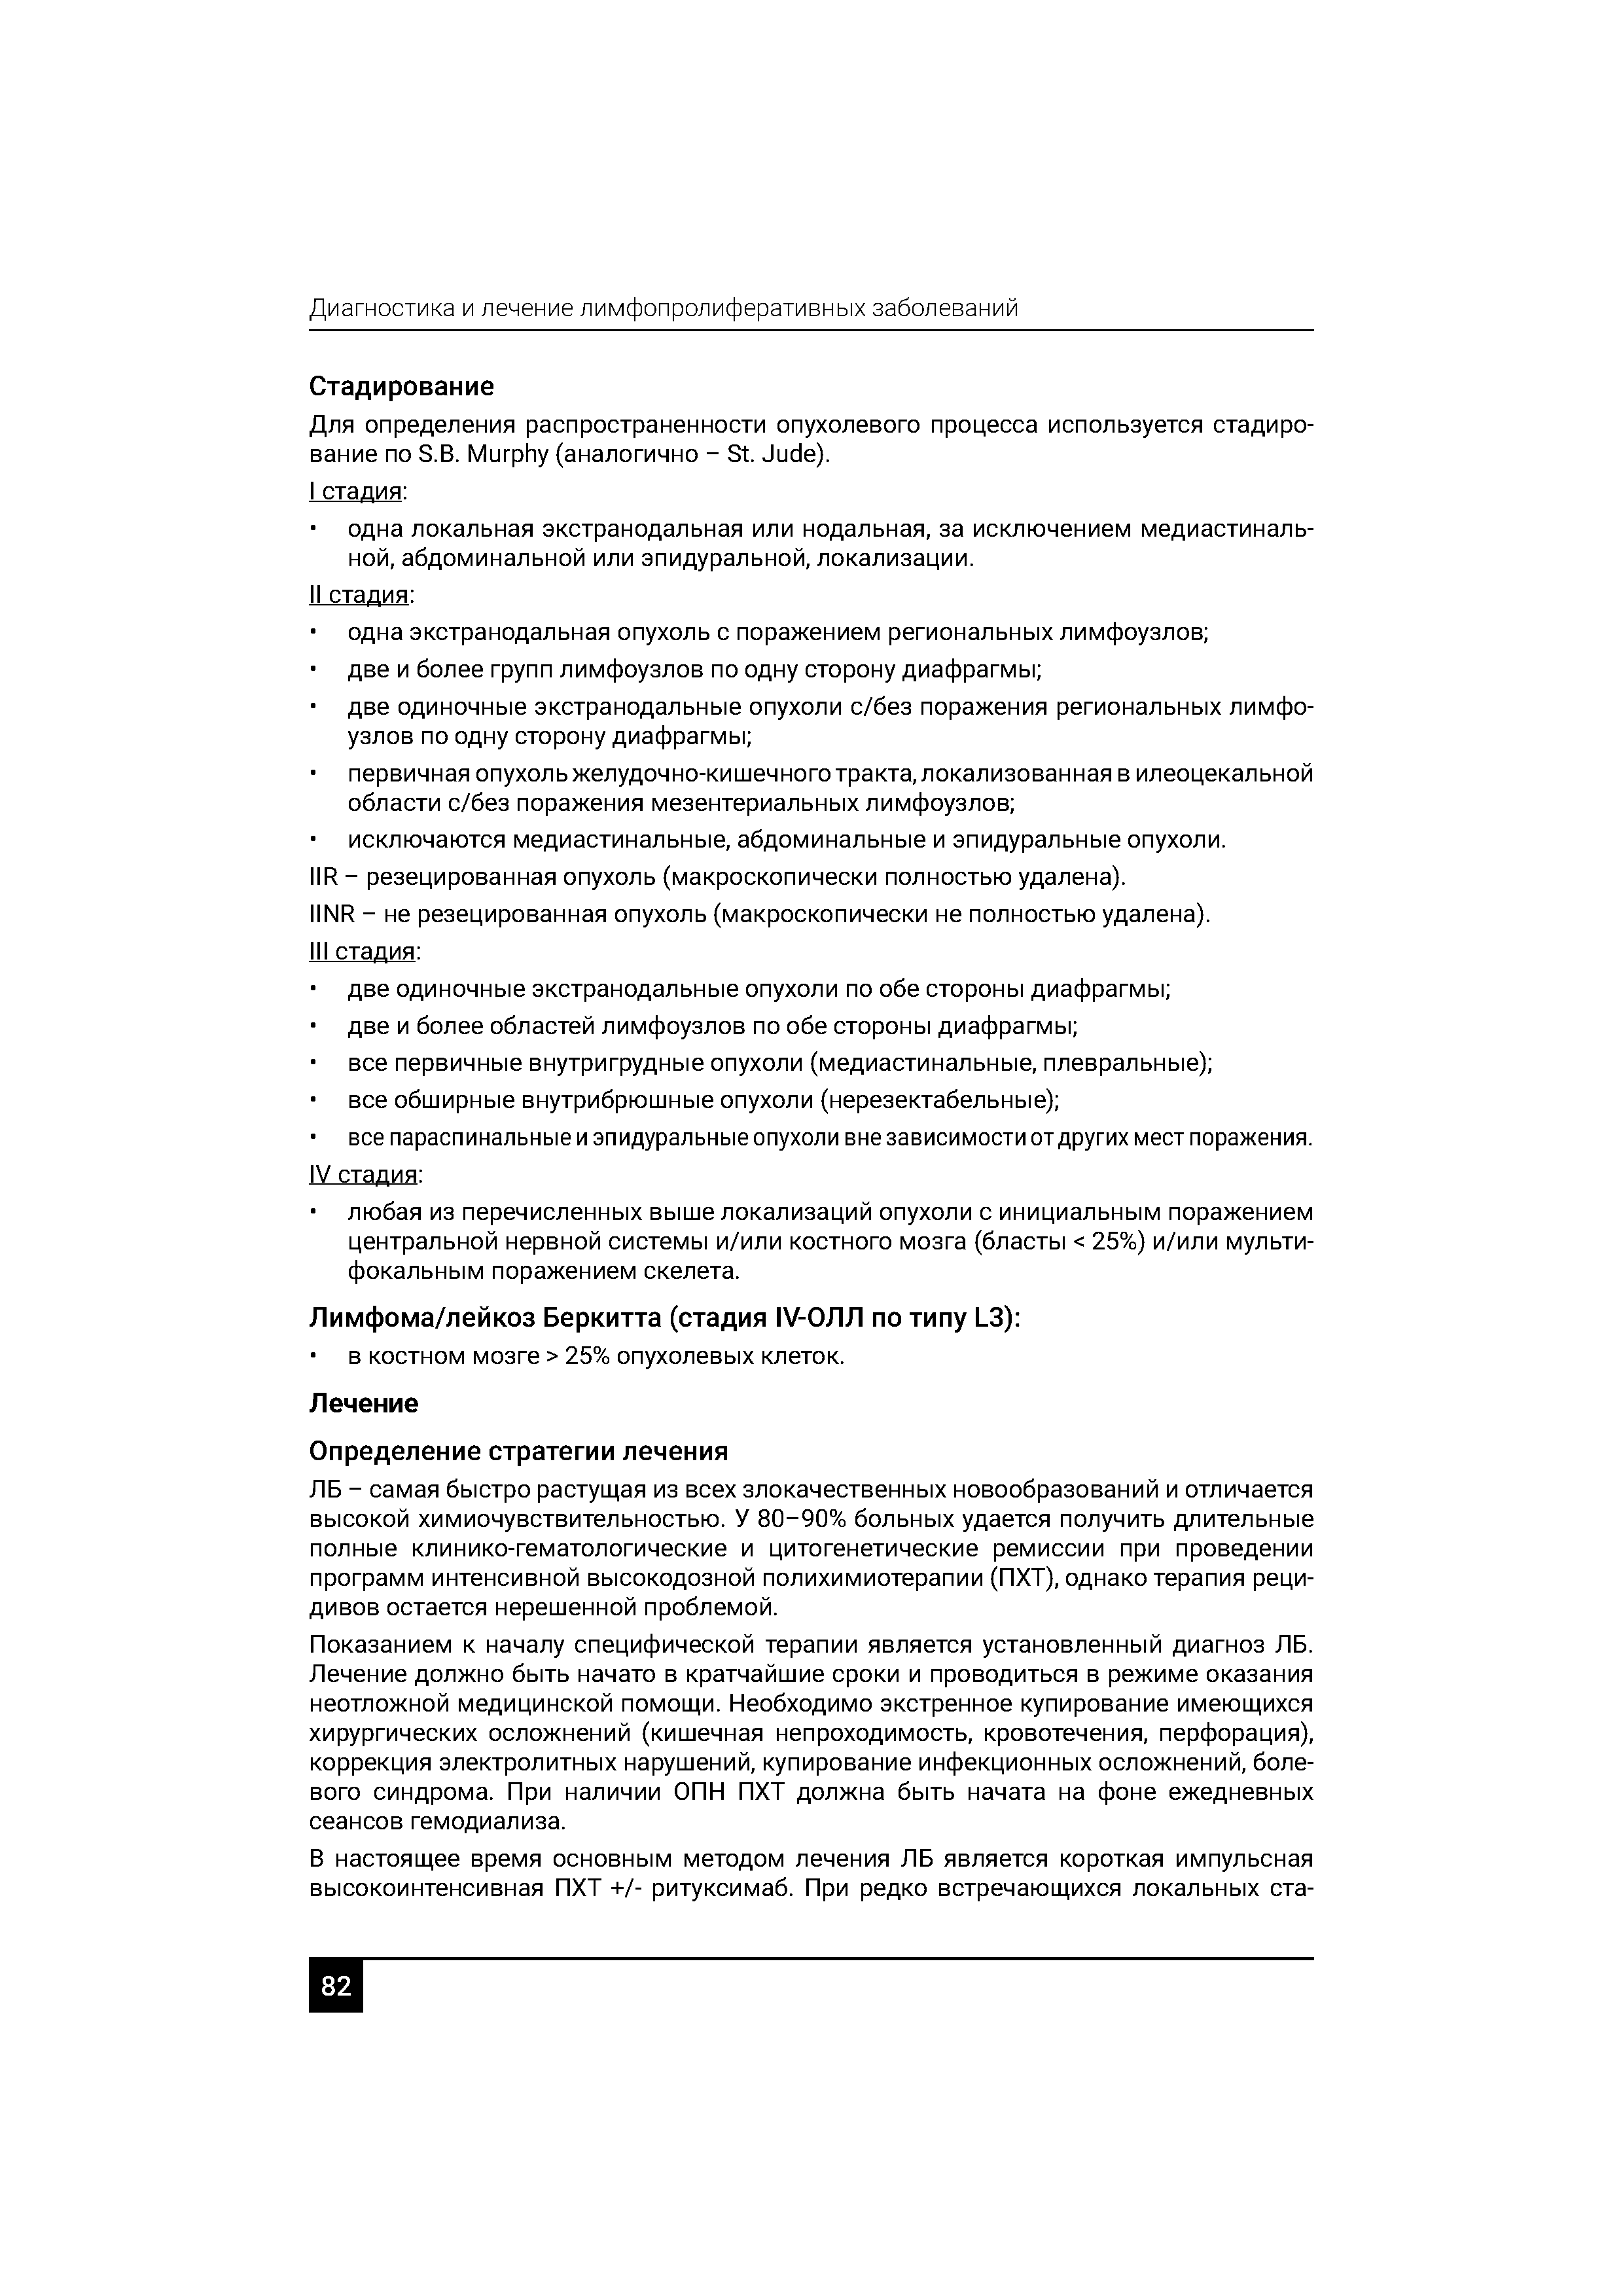 Диагностика и лечение лимфопролиферативных заболеваний
Стадирование
Для определения распространенности опухолевого процесса используется стадиро-
вание по S.B. Murphy (аналогично – St. Jude).
I стадия:
• одна локальная экстранодальная или нодальная, за исключением медиастиналь-
ной, абдоминальной или эпидуральной, локализации.
II стадия:
• одна экстранодальная опухоль с поражением региональных лимфоузлов;
• две и более групп лимфоузлов по одну сторону диафрагмы;
• две одиночные экстранодальные опухоли с/без поражения региональных лимфо-
узлов по одну сторону диафрагмы;
• первичная опухоль желудочно-кишечного тракта, локализованная в илеоцекальной
области с/без поражения мезентериальных лимфоузлов;
• исключаются медиастинальные, абдоминальные и эпидуральные опухоли.
IIR – резецированная опухоль (макроскопически полностью удалена).
IINR – не резецированная опухоль (макроскопически не полностью удалена).
III стадия:
• две одиночные экстранодальные опухоли по обе стороны диафрагмы;
• две и более областей лимфоузлов по обе стороны диафрагмы;
• все первичные внутригрудные опухоли (медиастинальные, плевральные);
• все обширные внутрибрюшные опухоли (нерезектабельные);
• все параспинальные и эпидуральные опухоли вне зависимости от других мест поражения.
IV стадия:
• любая из перечисленных выше локализаций опухоли с инициальным поражением
центральной нервной системы и/или костного мозга (бласты < 25%) и/или мульти-
фокальным поражением скелета.
Лимфома/лейкоз Беркитта (стадия IV-ОЛЛ по типу L3):
• в костном мозге > 25% опухолевых клеток.
Лечение
Определение стратегии лечения
ЛБ – самая быстро растущая из всех злокачественных новообразований и отличается
высокой химиочувствительностью. У 80–90% больных удается получить длительные
полные клинико-гематологические и цитогенетические ремиссии при проведении
программ интенсивной высокодозной полихимиотерапии (ПХТ), однако терапия реци-
дивов остается нерешенной проблемой.
Показанием к началу специфической терапии является установленный диагноз ЛБ.
Лечение должно быть начато в кратчайшие сроки и проводиться в режиме оказания
неотложной медицинской помощи. Необходимо экстренное купирование имеющихся
хирургических осложнений (кишечная непроходимость, кровотечения, перфорация),
коррекция электролитных нарушений, купирование инфекционных осложнений, боле-
вого синдрома. При наличии ОПН ПХТ должна быть начата на фоне ежедневных
сеансов гемодиализа.
В настоящее время основным методом лечения ЛБ является короткая импульсная
высокоинтенсивная ПХТ +/- ритуксимаб. При редко встречающихся локальных ста-
82